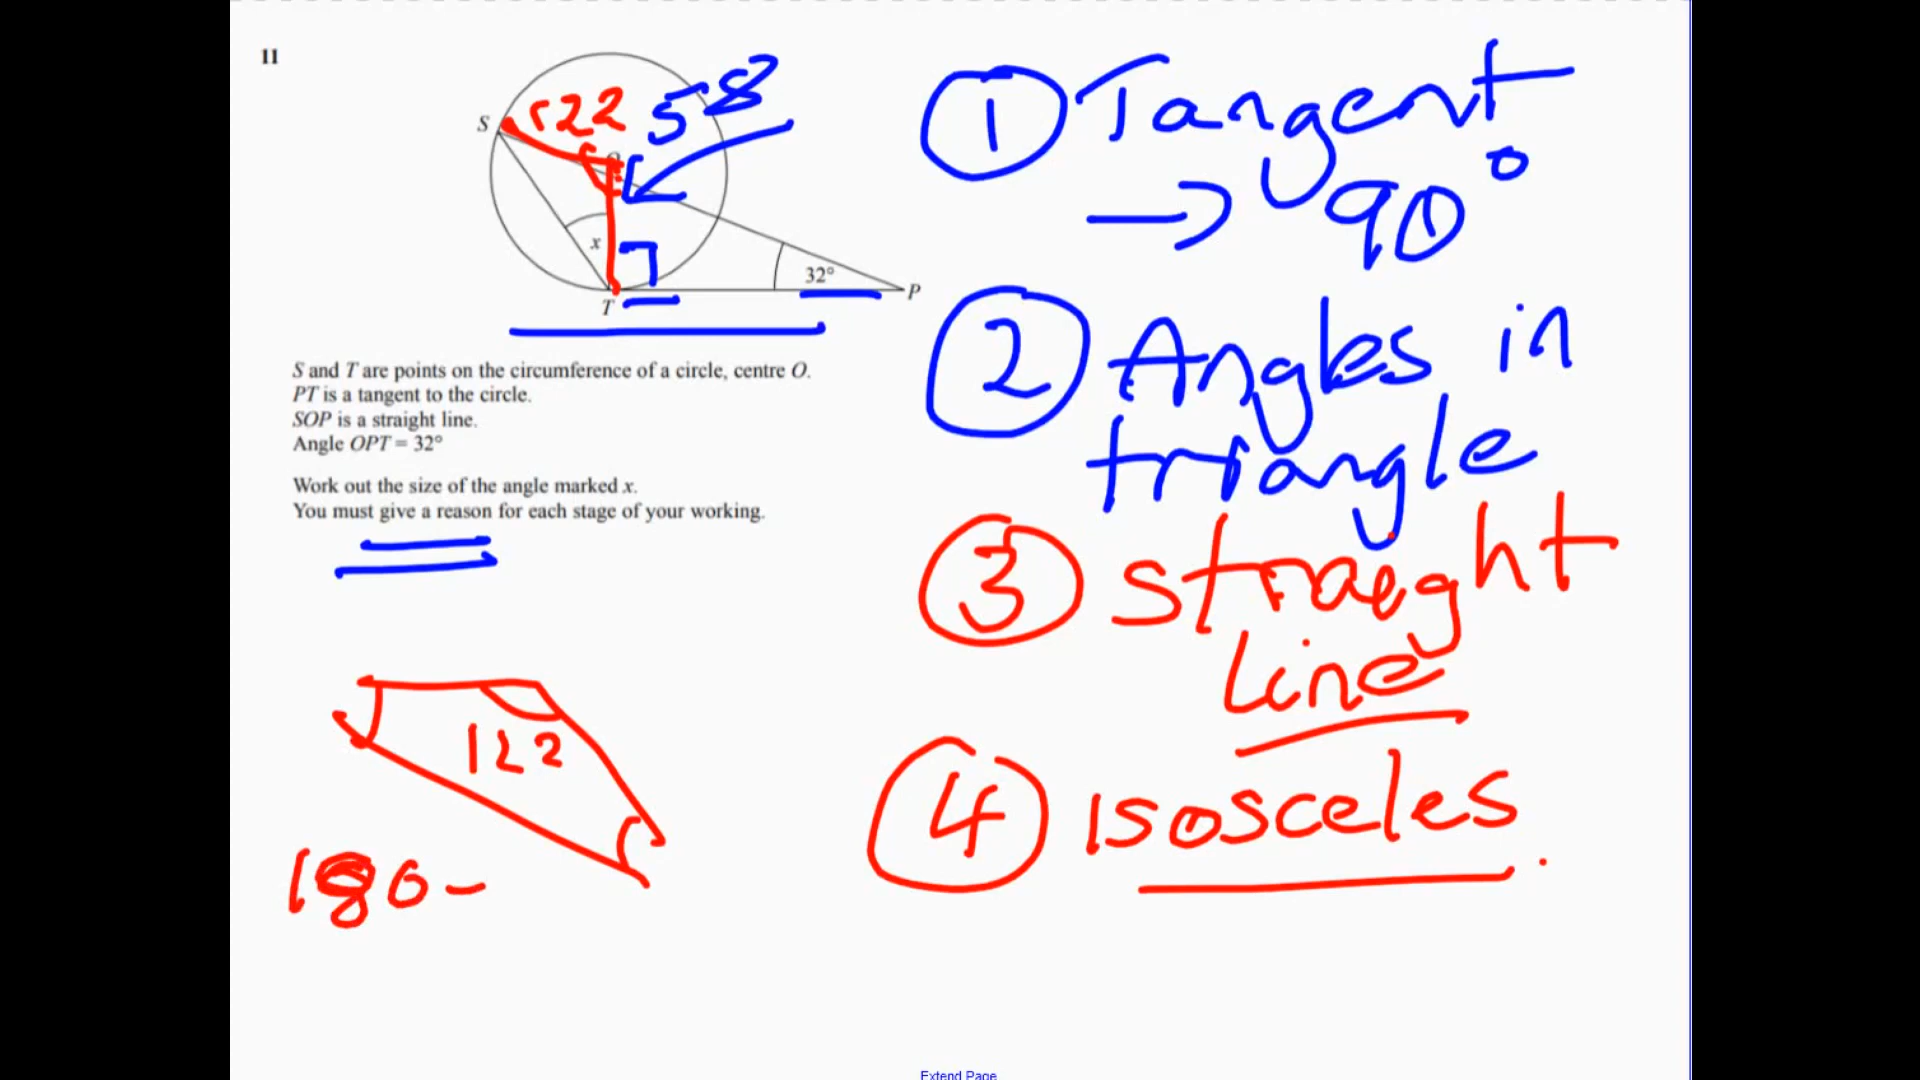 11
S
122
58
O
x
32°
T
P
S and T are points on the circumference of a circle, centre O.
PT is a tangent to the circle.
SOP is a straight line.
Angle OPT = 32°
Work out the size of the angle marked x.
You must give a reason for each stage of your working.
122
180 -
① Tangent
→ 90°
② Angles in
triangle
③ straight
line
④ Isosceles.
Extend Page